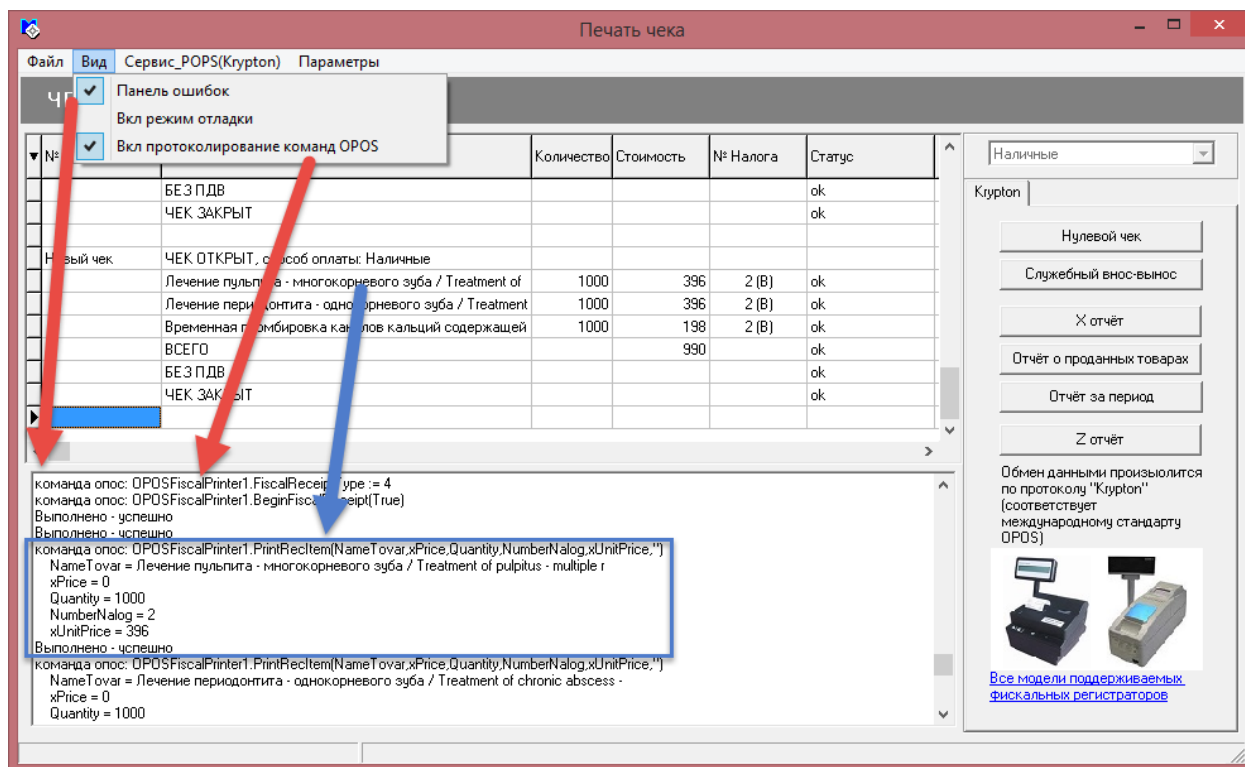 Печать чека
Файл Вид Сервис_POPS(Krypton) Параметры
Панель ошибок
Вкл режим отладки
Вкл протоколирование команд OPOS
№ Количество Стоимость № Налога Статус
БЕЗ ПДВ ok
ЧЕК ЗАКРЫТ ok
Новый чек ЧЕК ОТКРЫТ, способ оплаты: Наличные
Лечение пульпита - многокорневого зуба / Treatment of 1000 396 2 (B) ok
Лечение периодонтита - однокорневого зуба / Treatment 1000 396 2 (B) ok
Временная пломбировка каналов кальций содержащей 1000 198 2 (B) ok
ВСЕГО 990 ok
БЕЗ ПДВ ok
ЧЕК ЗАКРЫТ ok
Наличные
Krypton
Нулевой чек
Служебный внос-вынос
X отчёт
Отчёт о проданных товарах
Отчёт за период
Z отчёт
Обмен данными произыолится
по протоколу "Krypton"
(соответствует
международному стандарту
OPOS)
Все модели поддерживаемых
фискальных регистраторов
команда опос: OPOSFiscalPrinter1.FiscalReceiptType := 4
команда опос: OPOSFiscalPrinter1.BeginFiscalReceipt(True)
Выполнено - успешно
Выполнено - успешно
команда опос: OPOSFiscalPrinter1.PrintRecItem(NameTovar,xPrice,Quantity,NumberNalog,xUnitPrice,'')
NameTovar = Лечение пульпита - многокорневого зуба / Treatment of pulpitus - multiple r
xPrice = 0
Quantity = 1000
NumberNalog = 2
xUnitPrice = 396
Выполнено - успешно
команда опос: OPOSFiscalPrinter1.PrintRecItem(NameTovar,xPrice,Quantity,NumberNalog,xUnitPrice,'')
NameTovar = Лечение периодонтита - однокорневого зуба / Treatment of chronic abscess -
xPrice = 0
Quantity = 1000